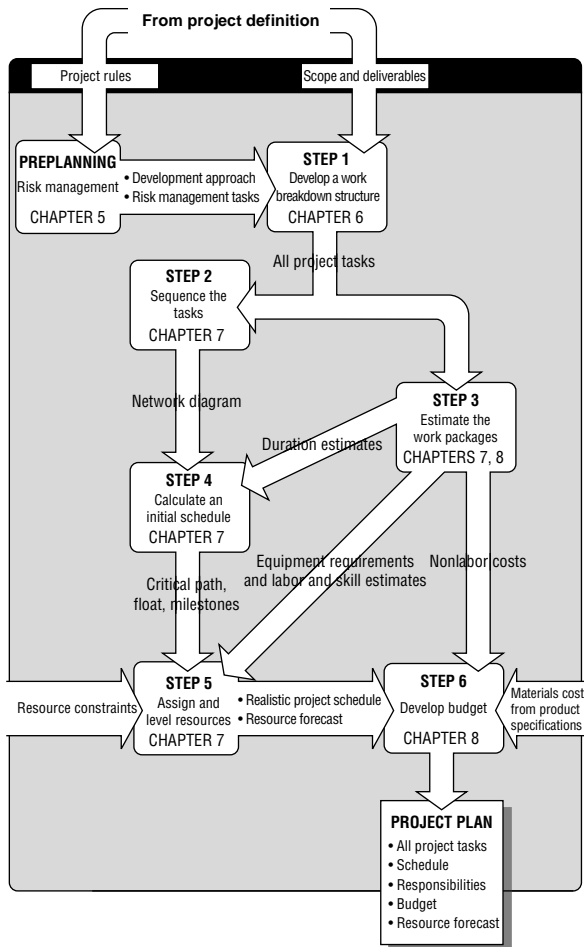 From project definition
Project rules
Scope and deliverables
PREPLANNING
Risk management
CHAPTER 5
• Development approach
• Risk management tasks
STEP 1
Develop a work
breakdown structure
CHAPTER 6
All project tasks
STEP 2
Sequence the
tasks
CHAPTER 7
Network diagram
STEP 3
Estimate the
work packages
CHAPTERS 7, 8
Duration estimates
STEP 4
Calculate an
initial schedule
CHAPTER 7
Critical path,
float, milestones
Equipment requirements
and labor and skill estimates
Nonlabor costs
Resource constraints
STEP 5
Assign and
level resources
CHAPTER 7
• Realistic project schedule
• Resource forecast
STEP 6
Develop budget
CHAPTER 8
Materials cost
from product
specifications
PROJECT PLAN
• All project tasks
• Schedule
• Responsibilities
• Budget
• Resource forecast